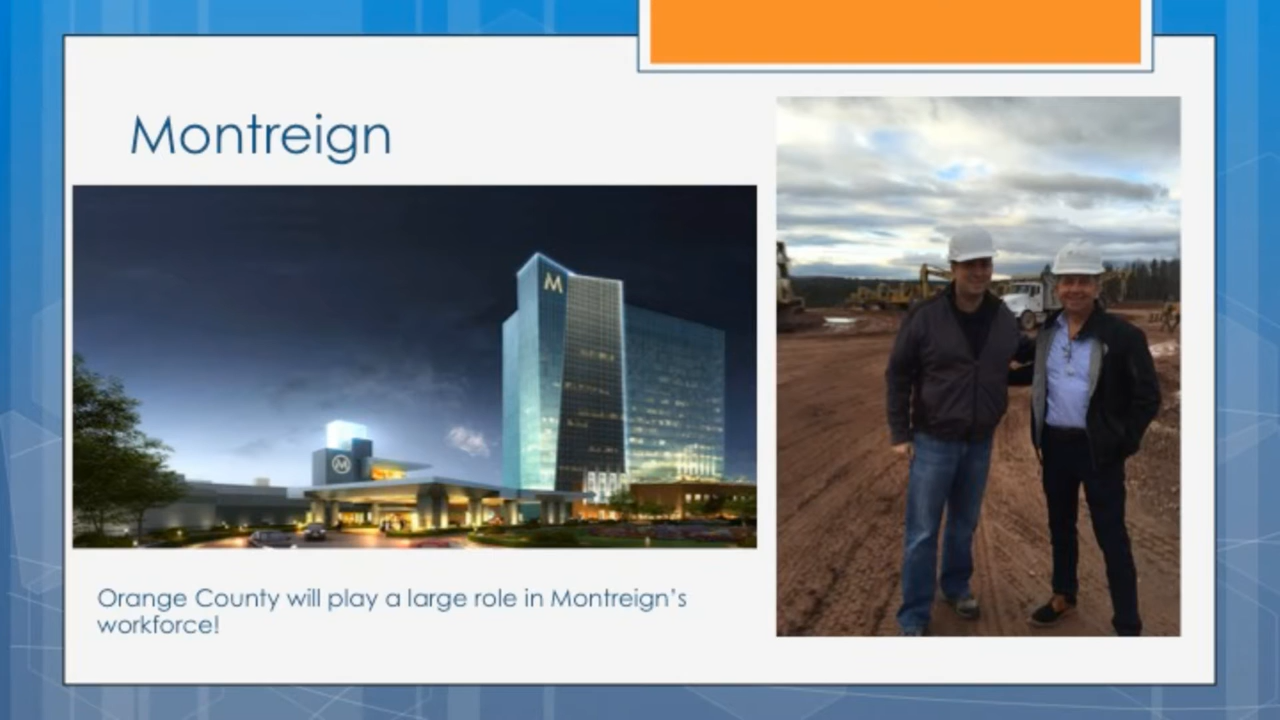 Montreign
M
M
Orange County will play a large role in Montreign's
workforce!